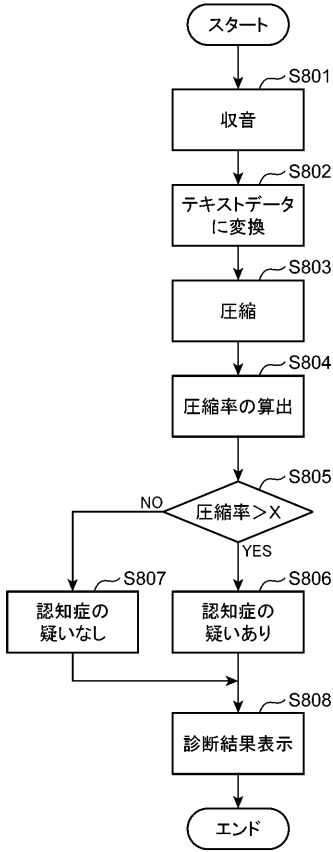 スタート
S801
収音
S802
テキストデータ
に変換
S803
圧縮
S804
圧縮率の算出
S805
圧縮率＞X
NO
YES
S807
認知症の
疑いなし
S806
認知症の
疑いあり
S808
診断結果表示
エンド